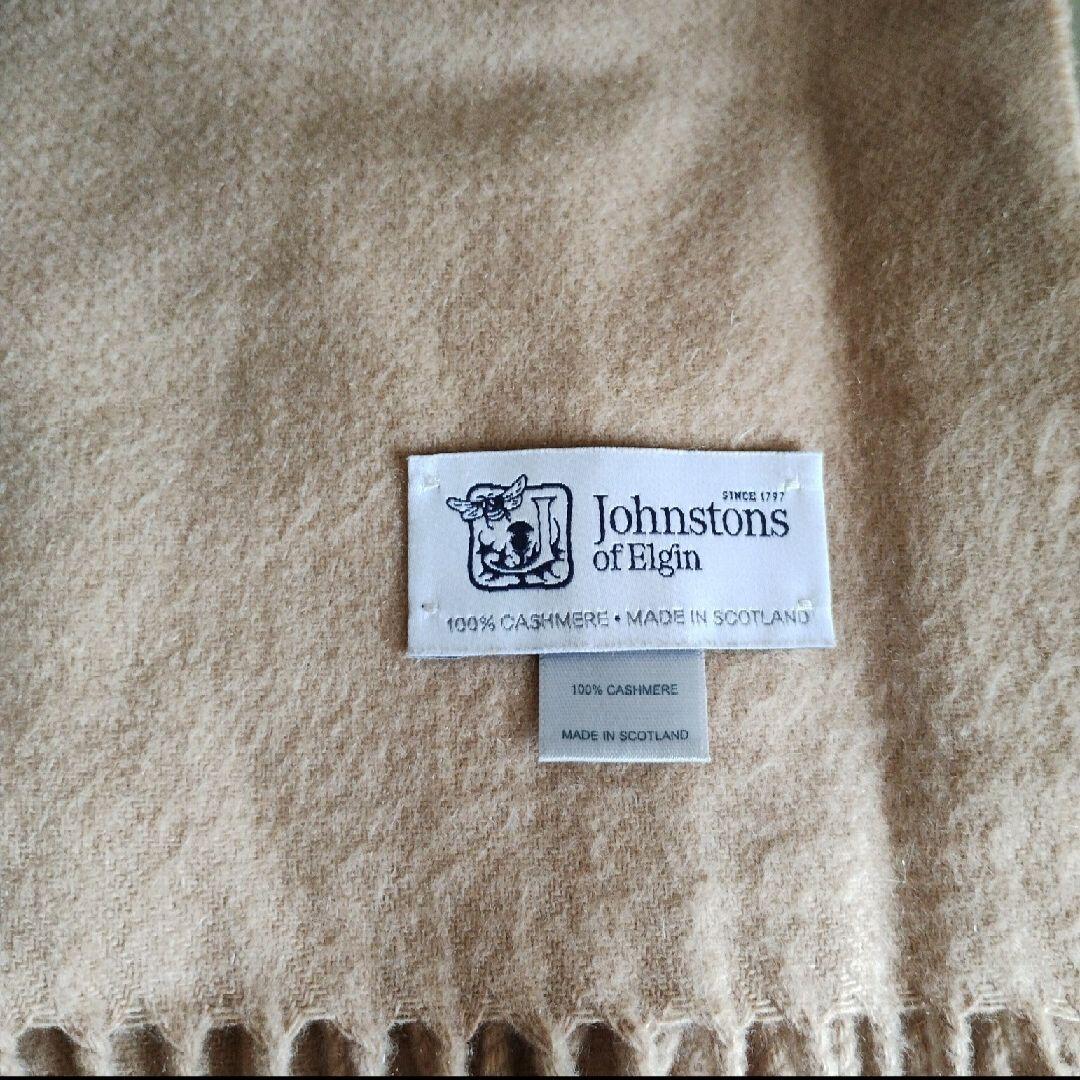 SINCE 1797
Johnstons
of Elgin
100% CASHMERE • MADE IN SCOTLAND
100% CASHMERE
MADE IN SCOTLAND